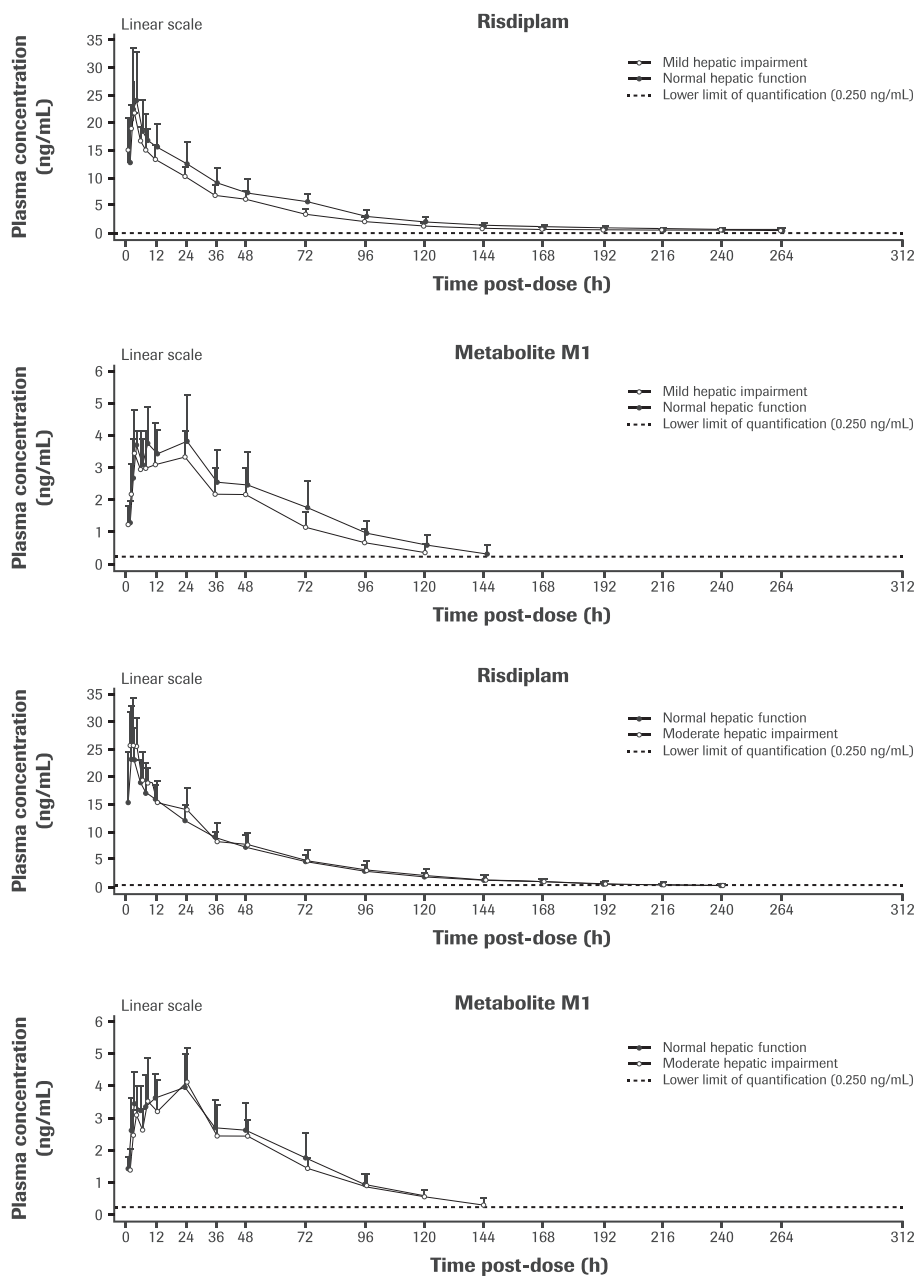 Linear scale
Risdiplam
Plasma concentration
(ng/mL)
35
30
25
20
15
10
5
0
Mild hepatic impairment
Normal hepatic function
Lower limit of quantification (0.250 ng/mL)
0 12 24 36 48 72 96 120 144 168 192 216 240 264 312
Time post-dose (h)
Linear scale
Metabolite M1
Plasma concentration
(ng/mL)
6
5
4
3
2
1
0
Mild hepatic impairment
Normal hepatic function
Lower limit of quantification (0.250 ng/mL)
0 12 24 36 48 72 96 120 144 168 192 216 240 264 312
Time post-dose (h)
Linear scale
Risdiplam
Plasma concentration
(ng/mL)
35
30
25
20
15
10
5
0
Normal hepatic function
Moderate hepatic impairment
Lower limit of quantification (0.250 ng/mL)
0 12 24 36 48 72 96 120 144 168 192 216 240 264 312
Time post-dose (h)
Linear scale
Metabolite M1
Plasma concentration
(ng/mL)
6
5
4
3
2
1
0
Normal hepatic function
Moderate hepatic impairment
Lower limit of quantification (0.250 ng/mL)
0 12 24 36 48 72 96 120 144 168 192 216 240 264 312
Time post-dose (h)